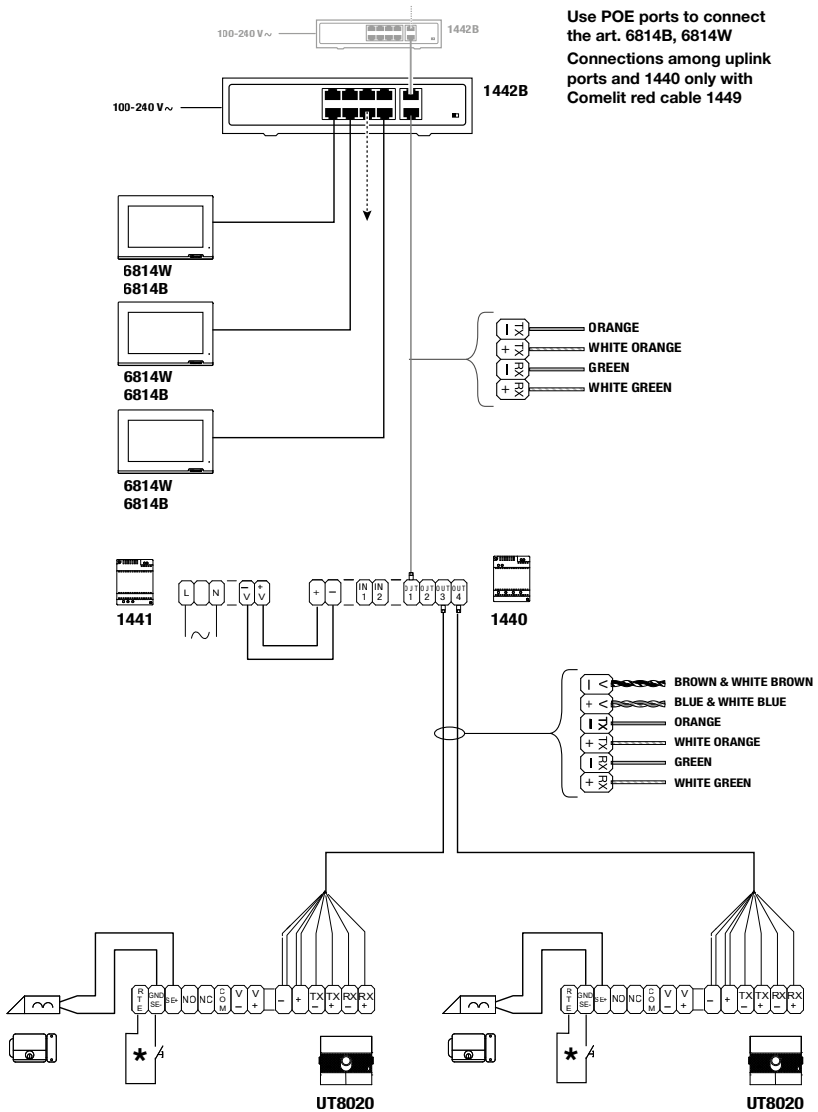 Use POE ports to connect
the art. 6814B, 6814W
Connections among uplink
ports and 1440 only with
Comelit red cable 1449
100-240 V~
1442B
100-240 V~
1442B
6814W
6814B
6814W
6814B
6814W
6814B
− TX ORANGE
+ TX WHITE ORANGE
− RX GREEN
+ RX WHITE GREEN
1441
L N − V + V + − IN 1 IN 2 OUT 1 OUT 2 OUT 3 OUT 4
1440
− V BROWN & WHITE BROWN
+ V BLUE & WHITE BLUE
− TX ORANGE
+ TX WHITE ORANGE
− RX GREEN
+ RX WHITE GREEN
RTE GND SE- SE+ NO NC COM V − V + − + TX − TX + RX − RX +
*
UT8020
RTE GND SE- SE+ NO NC COM V − V + − + TX − TX + RX − RX +
*
UT8020